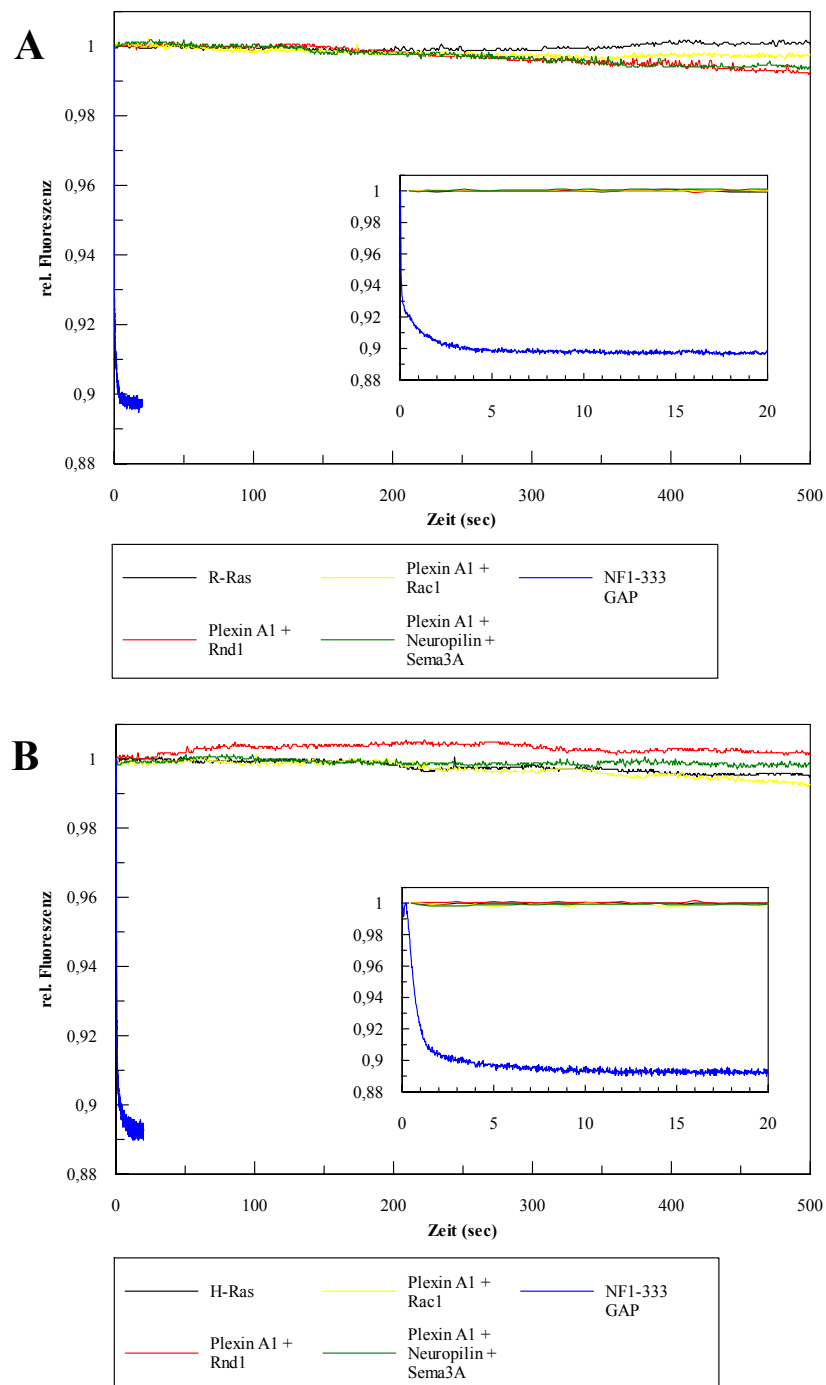 A
1
0,98
0,96
0,94
0,92
0,9
0,88
rel. Fluoreszenz
0 100 200 300 400 500
Zeit (sec)
1
0,98
0,96
0,94
0,92
0,9
0,88
0 5 10 15 20
R-Ras
Plexin A1 +
Rac1
NF1-333
GAP
Plexin A1 +
Rnd1
Plexin A1 +
Neuropilin +
Sema3A
B
1
0,98
0,96
0,94
0,92
0,9
0,88
rel. Fluoreszenz
0 100 200 300 400 500
Zeit (sec)
1
0,98
0,96
0,94
0,92
0,9
0,88
0 5 10 15 20
H-Ras
Plexin A1 +
Rac1
NF1-333
GAP
Plexin A1 +
Rnd1
Plexin A1 +
Neuropilin +
Sema3A